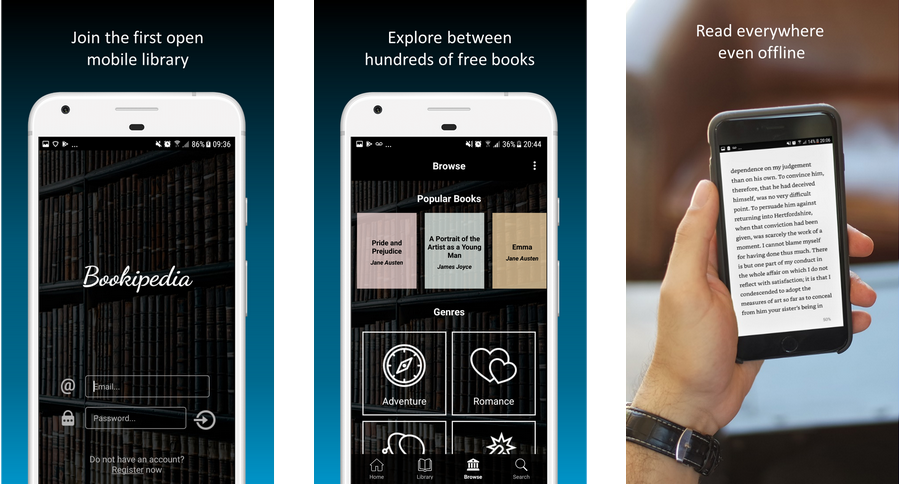 Join the first open
mobile library
86% 09:36
Bookipedia
@
Email...
Password...
Do not have an account?
Register now.
Explore between
hundreds of free books
36% 20:44
Browse
Popular Books
Pride and
Prejudice
Jane Austen
A Portrait of the
Artist as a Young
Man
James Joyce
Emma
Jane Austen
Genres
Adventure
Romance
Home
Library
Browse
Search
Read everywhere
even offline
dependence on my judgement
than on his own. To convince him,
therefore, that he had deceived
himself, was no very difficult
point. To persuade him against
returning into Hertfordshire,
when that conviction had been
given, was scarcely the work of a
moment. I cannot blame myself
for having done thus much. There
is but one part of my conduct in
the whole affair on which I do not
reflect with satisfaction; it is that I
condescended to adopt the
measures of art so far as to conceal
from him your sister's being in